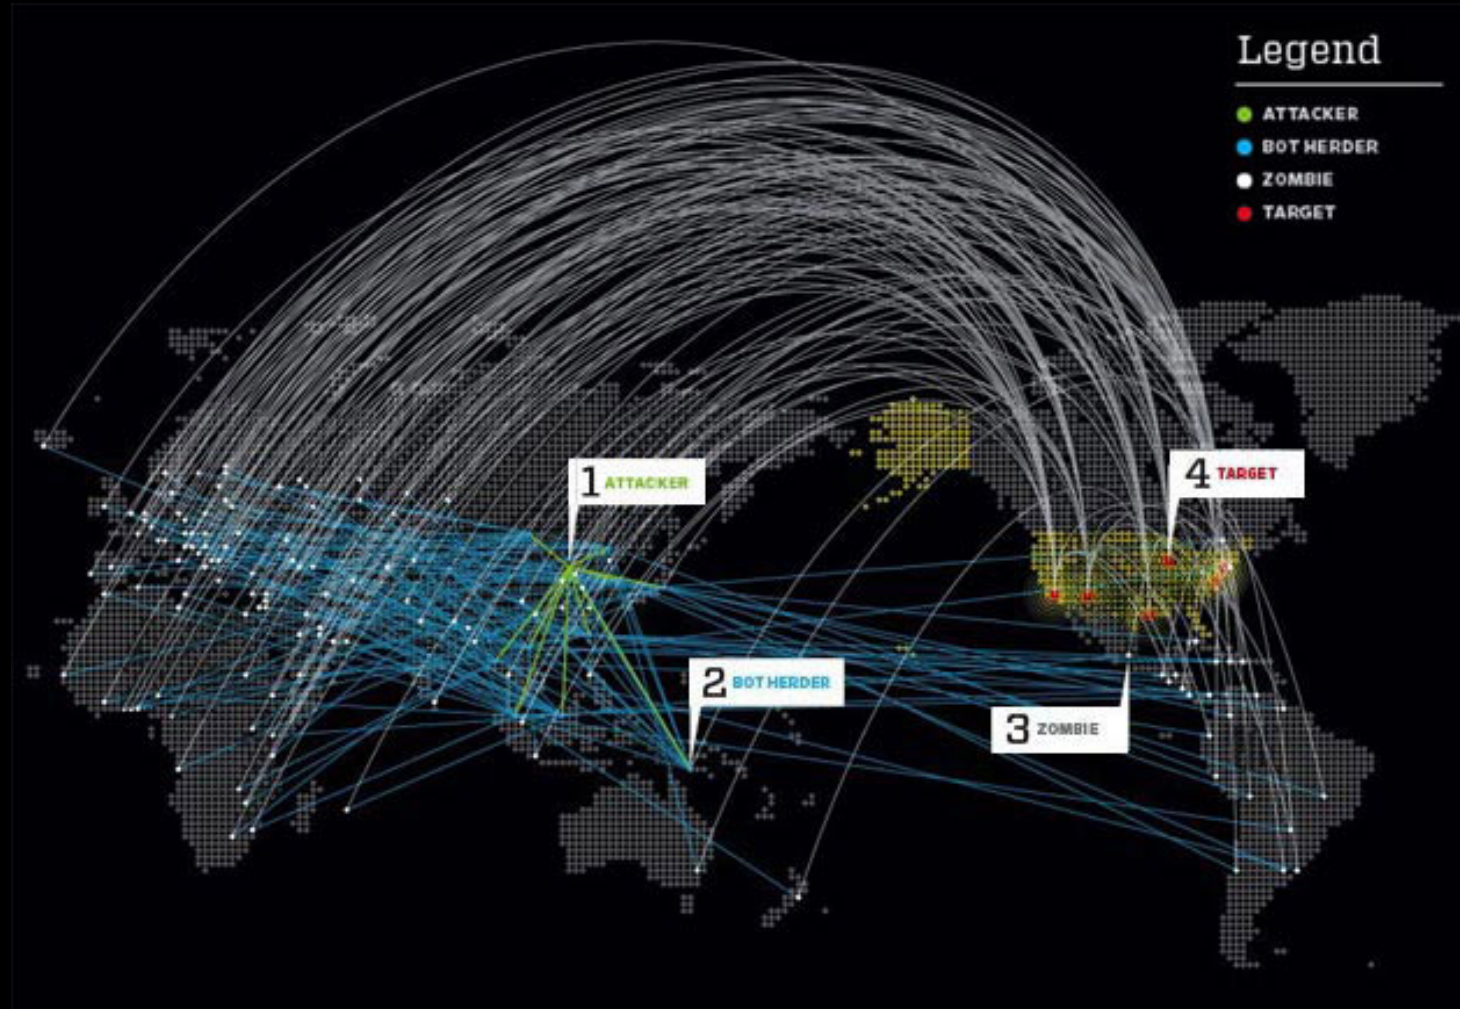 Legend
ATTACKER
BOT HERDER
ZOMBIE
TARGET
1 ATTACKER
4 TARGET
2 BOT HERDER
3 ZOMBIE